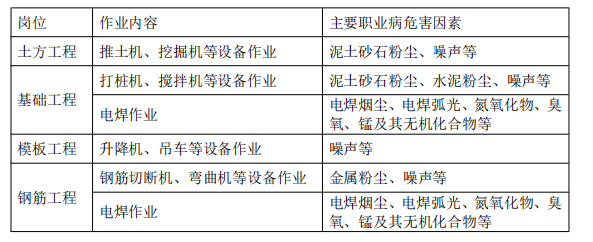 岗位 作业内容 主要职业病危害因素
土方工程 推土机、挖掘机等设备作业 泥土砂石粉尘、噪声等
基础工程 打桩机、搅拌机等设备作业 泥土砂石粉尘、水泥粉尘、噪声等
电焊作业 电焊烟尘、电焊弧光、氮氧化物、臭
氧、锰及其无机化合物等
模板工程 升降机、吊车等设备作业 噪声等
钢筋工程 钢筋切断机、弯曲机等设备作业 金属粉尘、噪声等
电焊作业 电焊烟尘、电焊弧光、氮氧化物、臭
氧、锰及其无机化合物等